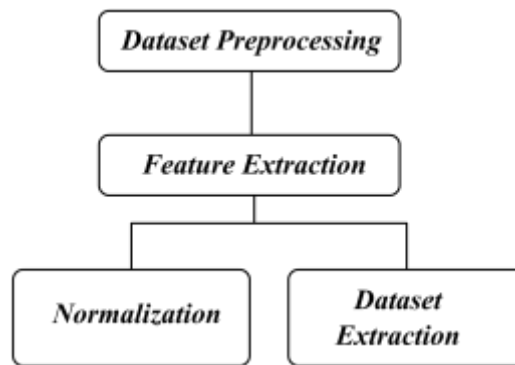 Dataset Preprocessing
Feature Extraction
Normalization
Dataset
Extraction